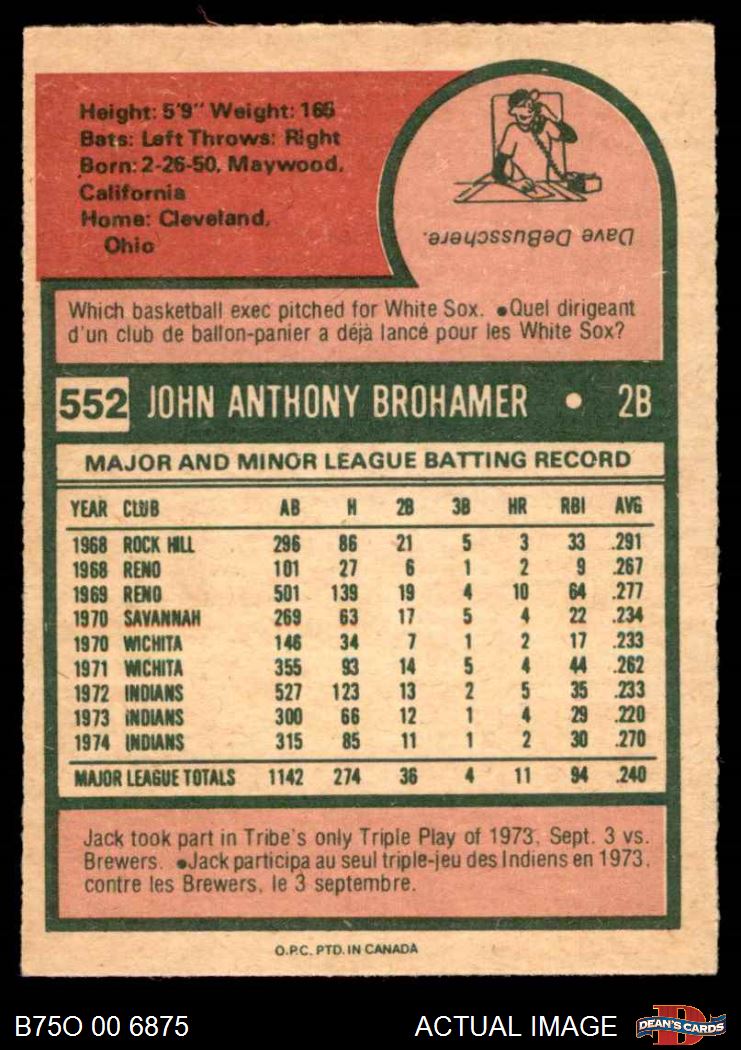 Height: 5'9" Weight: 165
Bats: Left Throws: Right
Born: 2-26-50, Maywood,
California
Home: Cleveland,
Ohio
Dave DeBusschere.
Which basketball exec pitched for White Sox. ●Quel dirigeant
d'un club de ballon-panier a déjà lancé pour les White Sox?
552 JOHN ANTHONY BROHAMER ● 2B
MAJOR AND MINOR LEAGUE BATTING RECORD
YEAR CLUB AB H 2B 3B HR RBI AVG
1968 ROCK HILL 296 86 21 5 3 33 .291
1968 RENO 101 27 6 1 2 9 .267
1969 RENO 501 139 19 4 10 64 .277
1970 SAVANNAH 269 63 17 5 4 22 .234
1970 WICHITA 146 34 7 1 2 17 .233
1971 WICHITA 355 93 14 5 4 44 .262
1972 INDIANS 527 123 13 2 5 35 .233
1973 INDIANS 300 66 12 1 4 29 .220
1974 INDIANS 315 85 11 1 2 30 .270
MAJOR LEAGUE TOTALS 1142 274 36 4 11 94 .240
Jack took part in Tribe's only Triple Play of 1973, Sept. 3 vs.
Brewers. ●Jack participa au seul triple-jeu des Indiens en 1973,
contre les Brewers, le 3 septembre.
O.P.C. PTD. IN CANADA
B75O 00 6875 ACTUAL IMAGE D DEAN'S CARDS